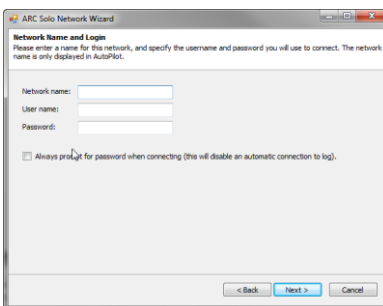 ARC Solo Network Wizard
Network Name and Login
Please enter a name for this network, and specify the username and password you will use to connect. The network
name is only displayed in AutoPilot.
Network name:
User name:
Password:
Always prompt for password when connecting (this will disable an automatic connection to log).
< Back Next > Cancel